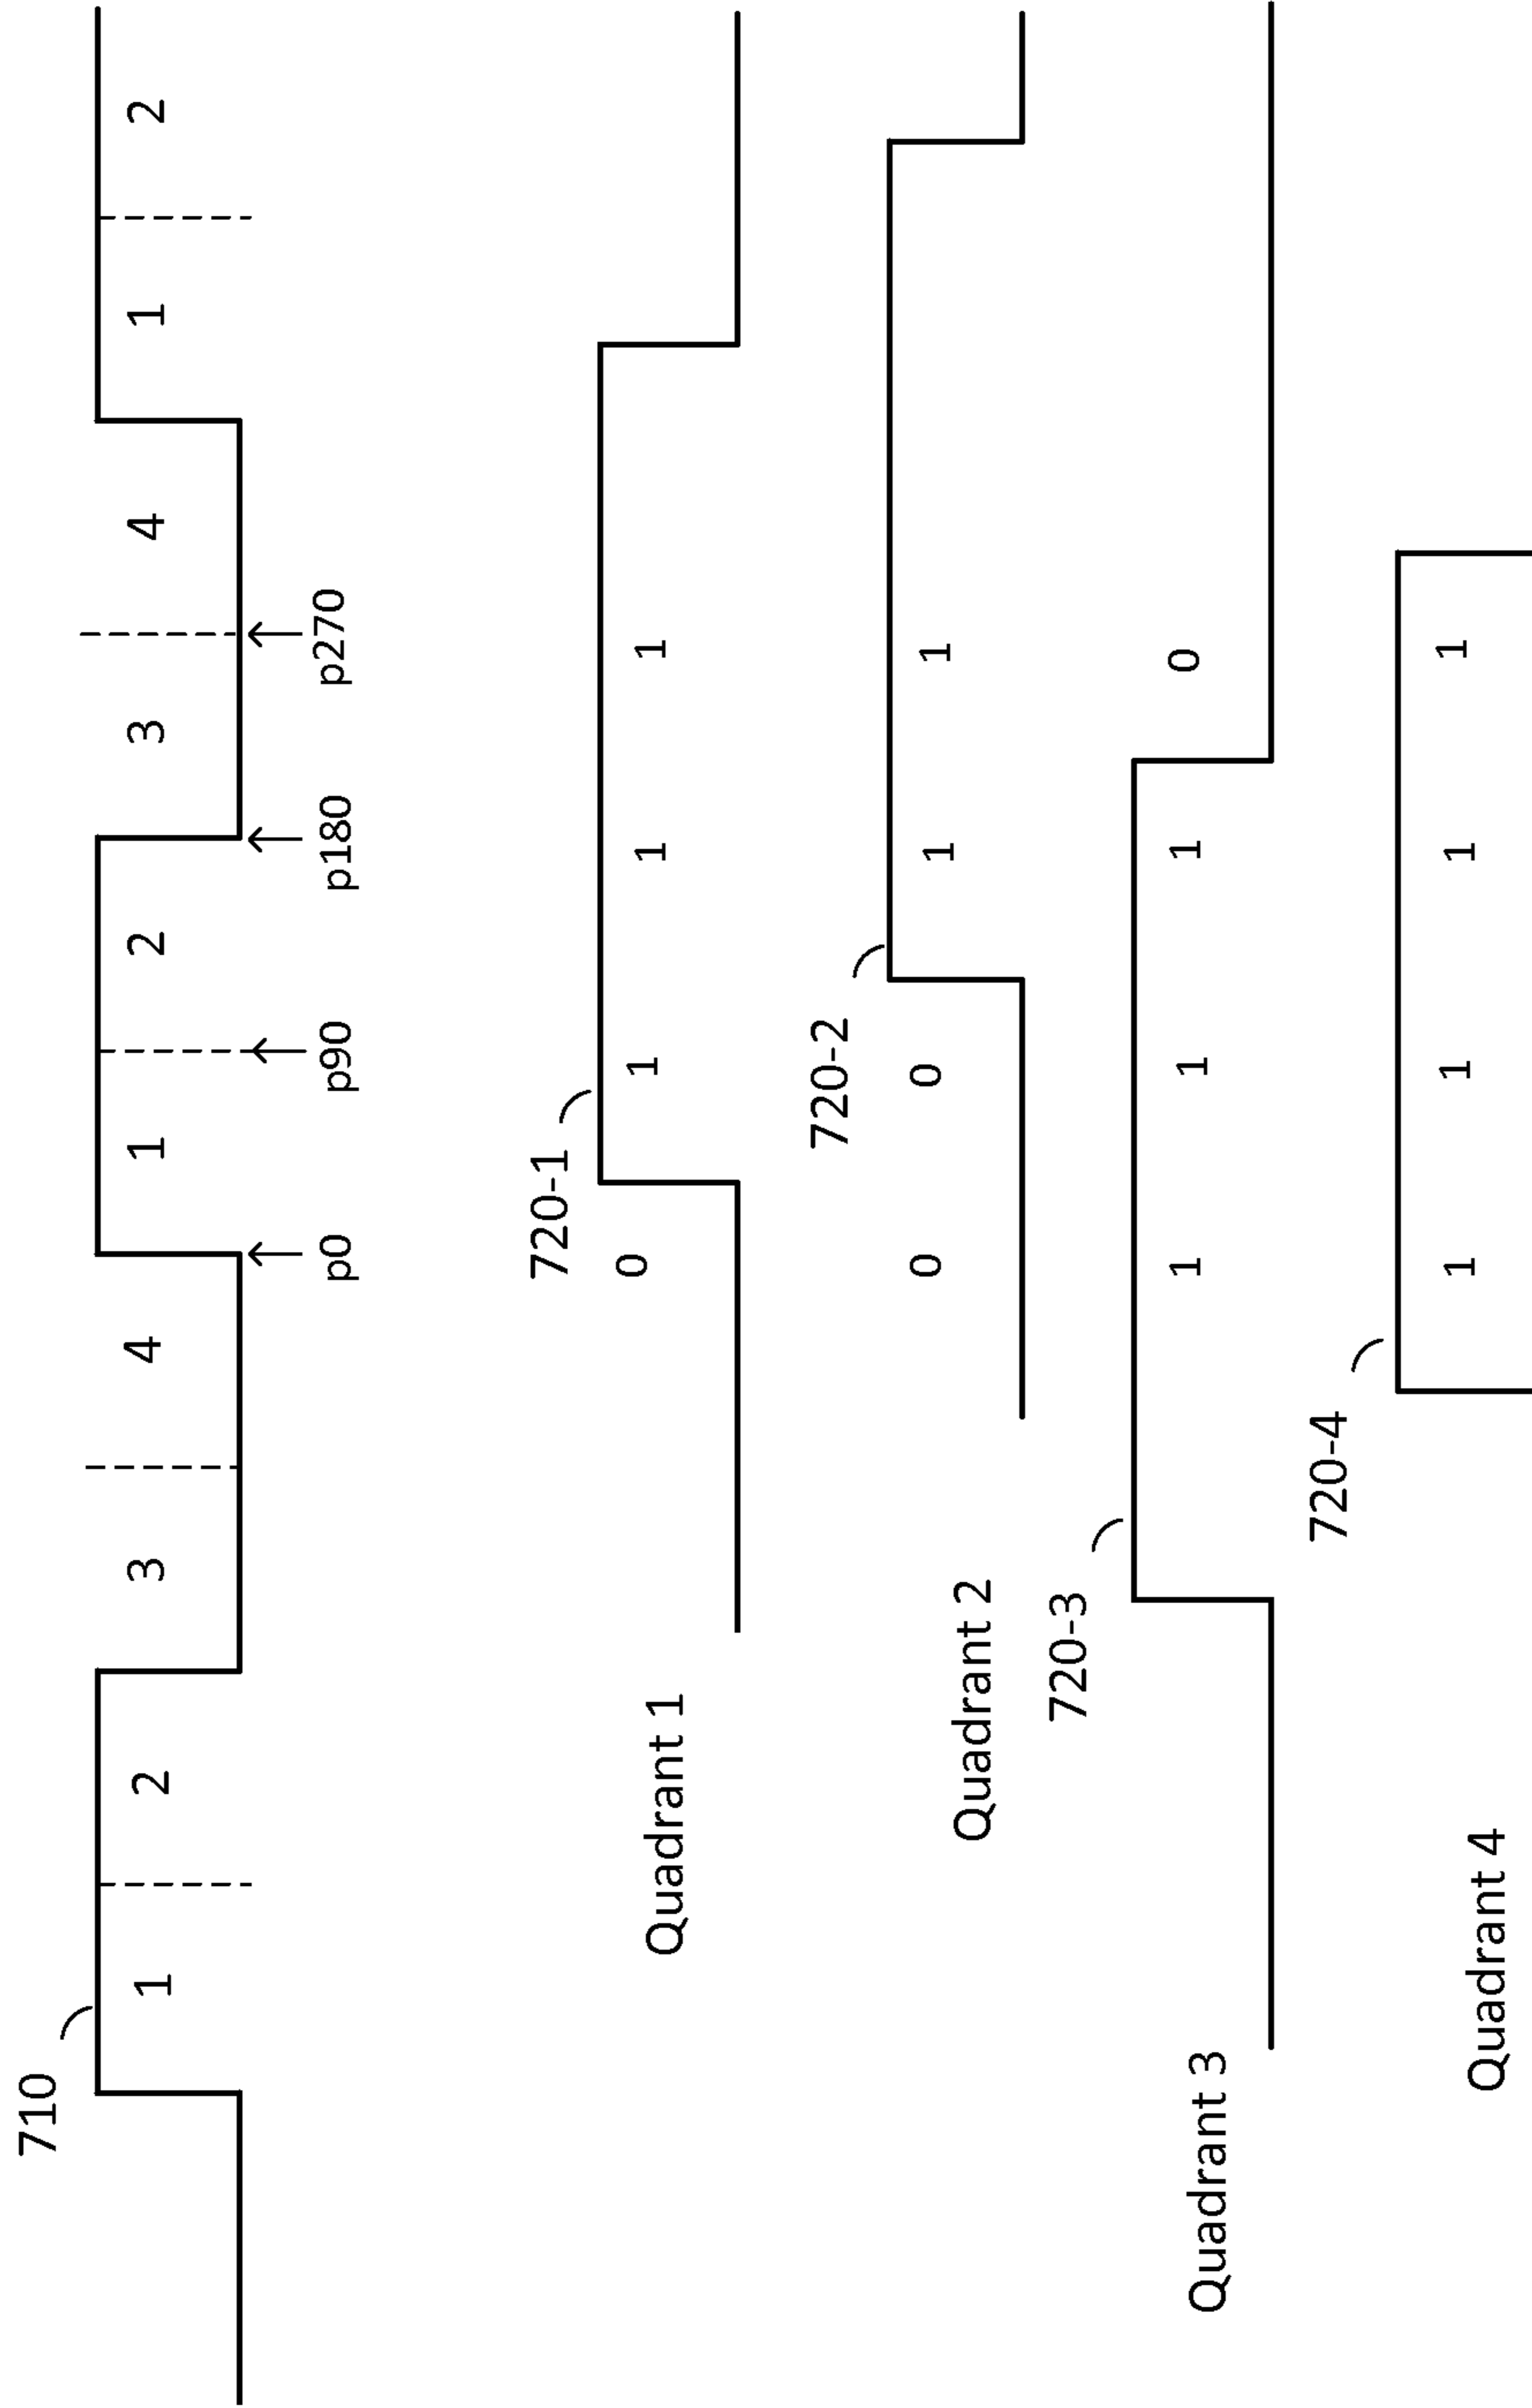 710
1 2 3 4 1 2 3 4 1 2
p0 p90 p180 p270
720-1
Quadrant 1
0 1 1 1
720-2
Quadrant 2
0 0 1 1
720-3
Quadrant 3
1 1 1 0
720-4
Quadrant 4
1 1 1 1